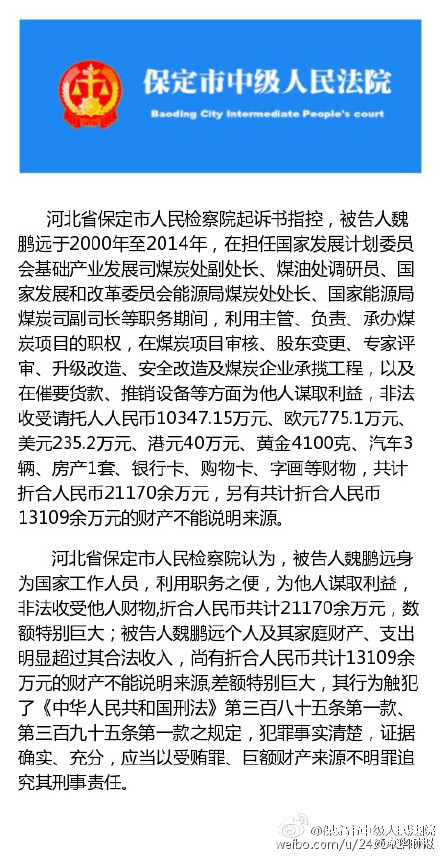 保定市中级人民法院
Baoding City Intermediate People's court
河北省保定市人民检察院起诉书指控，被告人魏
鹏远于2000年至2014年，在担任国家发展计划委员
会基础产业发展司煤炭处副处长、煤油处调研员、国
家发展和改革委员会能源局煤炭处处长、国家能源局
煤炭司副司长等职务期间，利用主管、负责、承办煤
炭项目的职权，在煤炭项目审核、股东变更、专家评
审、升级改造、安全改造及煤炭企业承揽工程，以及
在催要货款、推销设备等方面为他人谋取利益，非法
收受请托人人民币10347.15万元、欧元775.1万元、
美元235.2万元、港元40万元、黄金4100克、汽车3
辆、房产1套、银行卡、购物卡、字画等财物，共计
折合人民币21170余万元，另有共计折合人民币
13109余万元的财产不能说明来源。
河北省保定市人民检察院认为，被告人魏鹏远身
为国家工作人员，利用职务之便，为他人谋取利益，
非法收受他人财物,折合人民币共计21170余万元，数
额特别巨大；被告人魏鹏远个人及其家庭财产、支出
明显超过其合法收入，尚有折合人民币共计13109余
万元的财产不能说明来源,差额特别巨大，其行为触犯
了《中华人民共和国刑法》第三百八十五条第一款、
第三百九十五条第一款之规定，犯罪事实清楚，证据
确实、充分，应当以受贿罪、巨额财产来源不明罪追
究其刑事责任。
@保定市中级人民法院
weibo.com/u/24